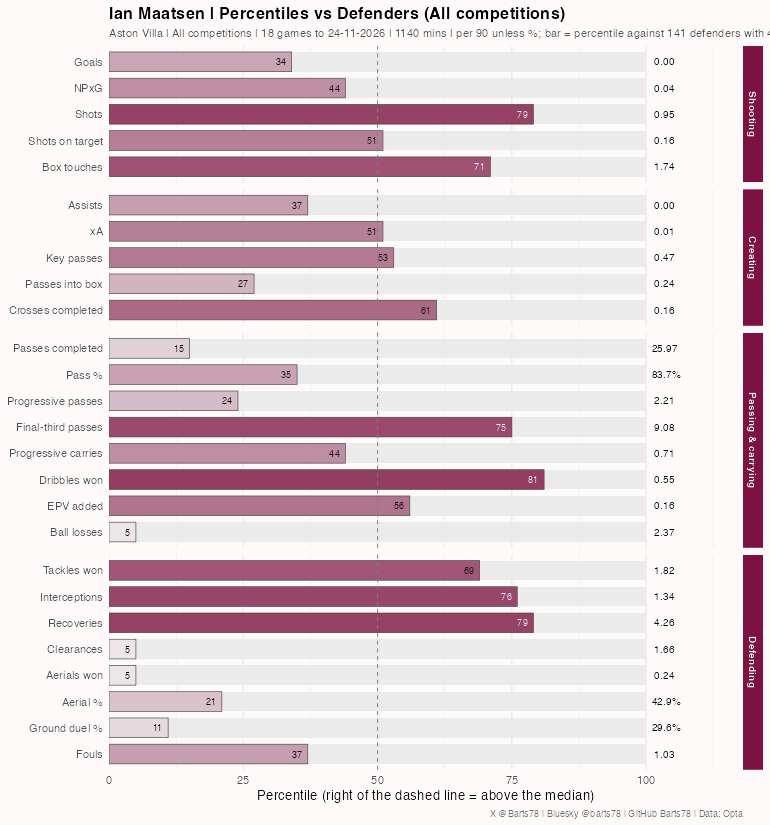 Ian Maatsen | Percentiles vs Defenders (All competitions)
Aston Villa | All competitions | 18 games to 24-11-2026 | 1140 mins | per 90 unless %; bar = percentile against 141 defenders with 4
Goals 34 0.00
NPxG 44 0.04
Shots 79 0.95
Shots on target 51 0.16
Box touches 71 1.74
Shooting
Assists 37 0.00
xA 51 0.01
Key passes 53 0.47
Passes into box 27 0.24
Crosses completed 61 0.16
Creating
Passes completed 15 25.97
Pass % 35 83.7%
Progressive passes 24 2.21
Final-third passes 75 9.08
Progressive carries 44 0.71
Dribbles won 81 0.55
EPV added 56 0.16
Ball losses 5 2.37
Passing & carrying
Tackles won 69 1.82
Interceptions 76 1.34
Recoveries 79 4.26
Clearances 5 1.66
Aerials won 5 0.24
Aerial % 21 42.9%
Ground duel % 11 29.6%
Fouls 37 1.03
Defending
0 25 50 75 100
Percentile (right of the dashed line = above the median)
X @Barts78 | Bluesky @barts78 | GitHub Barts78 | Data: Opta